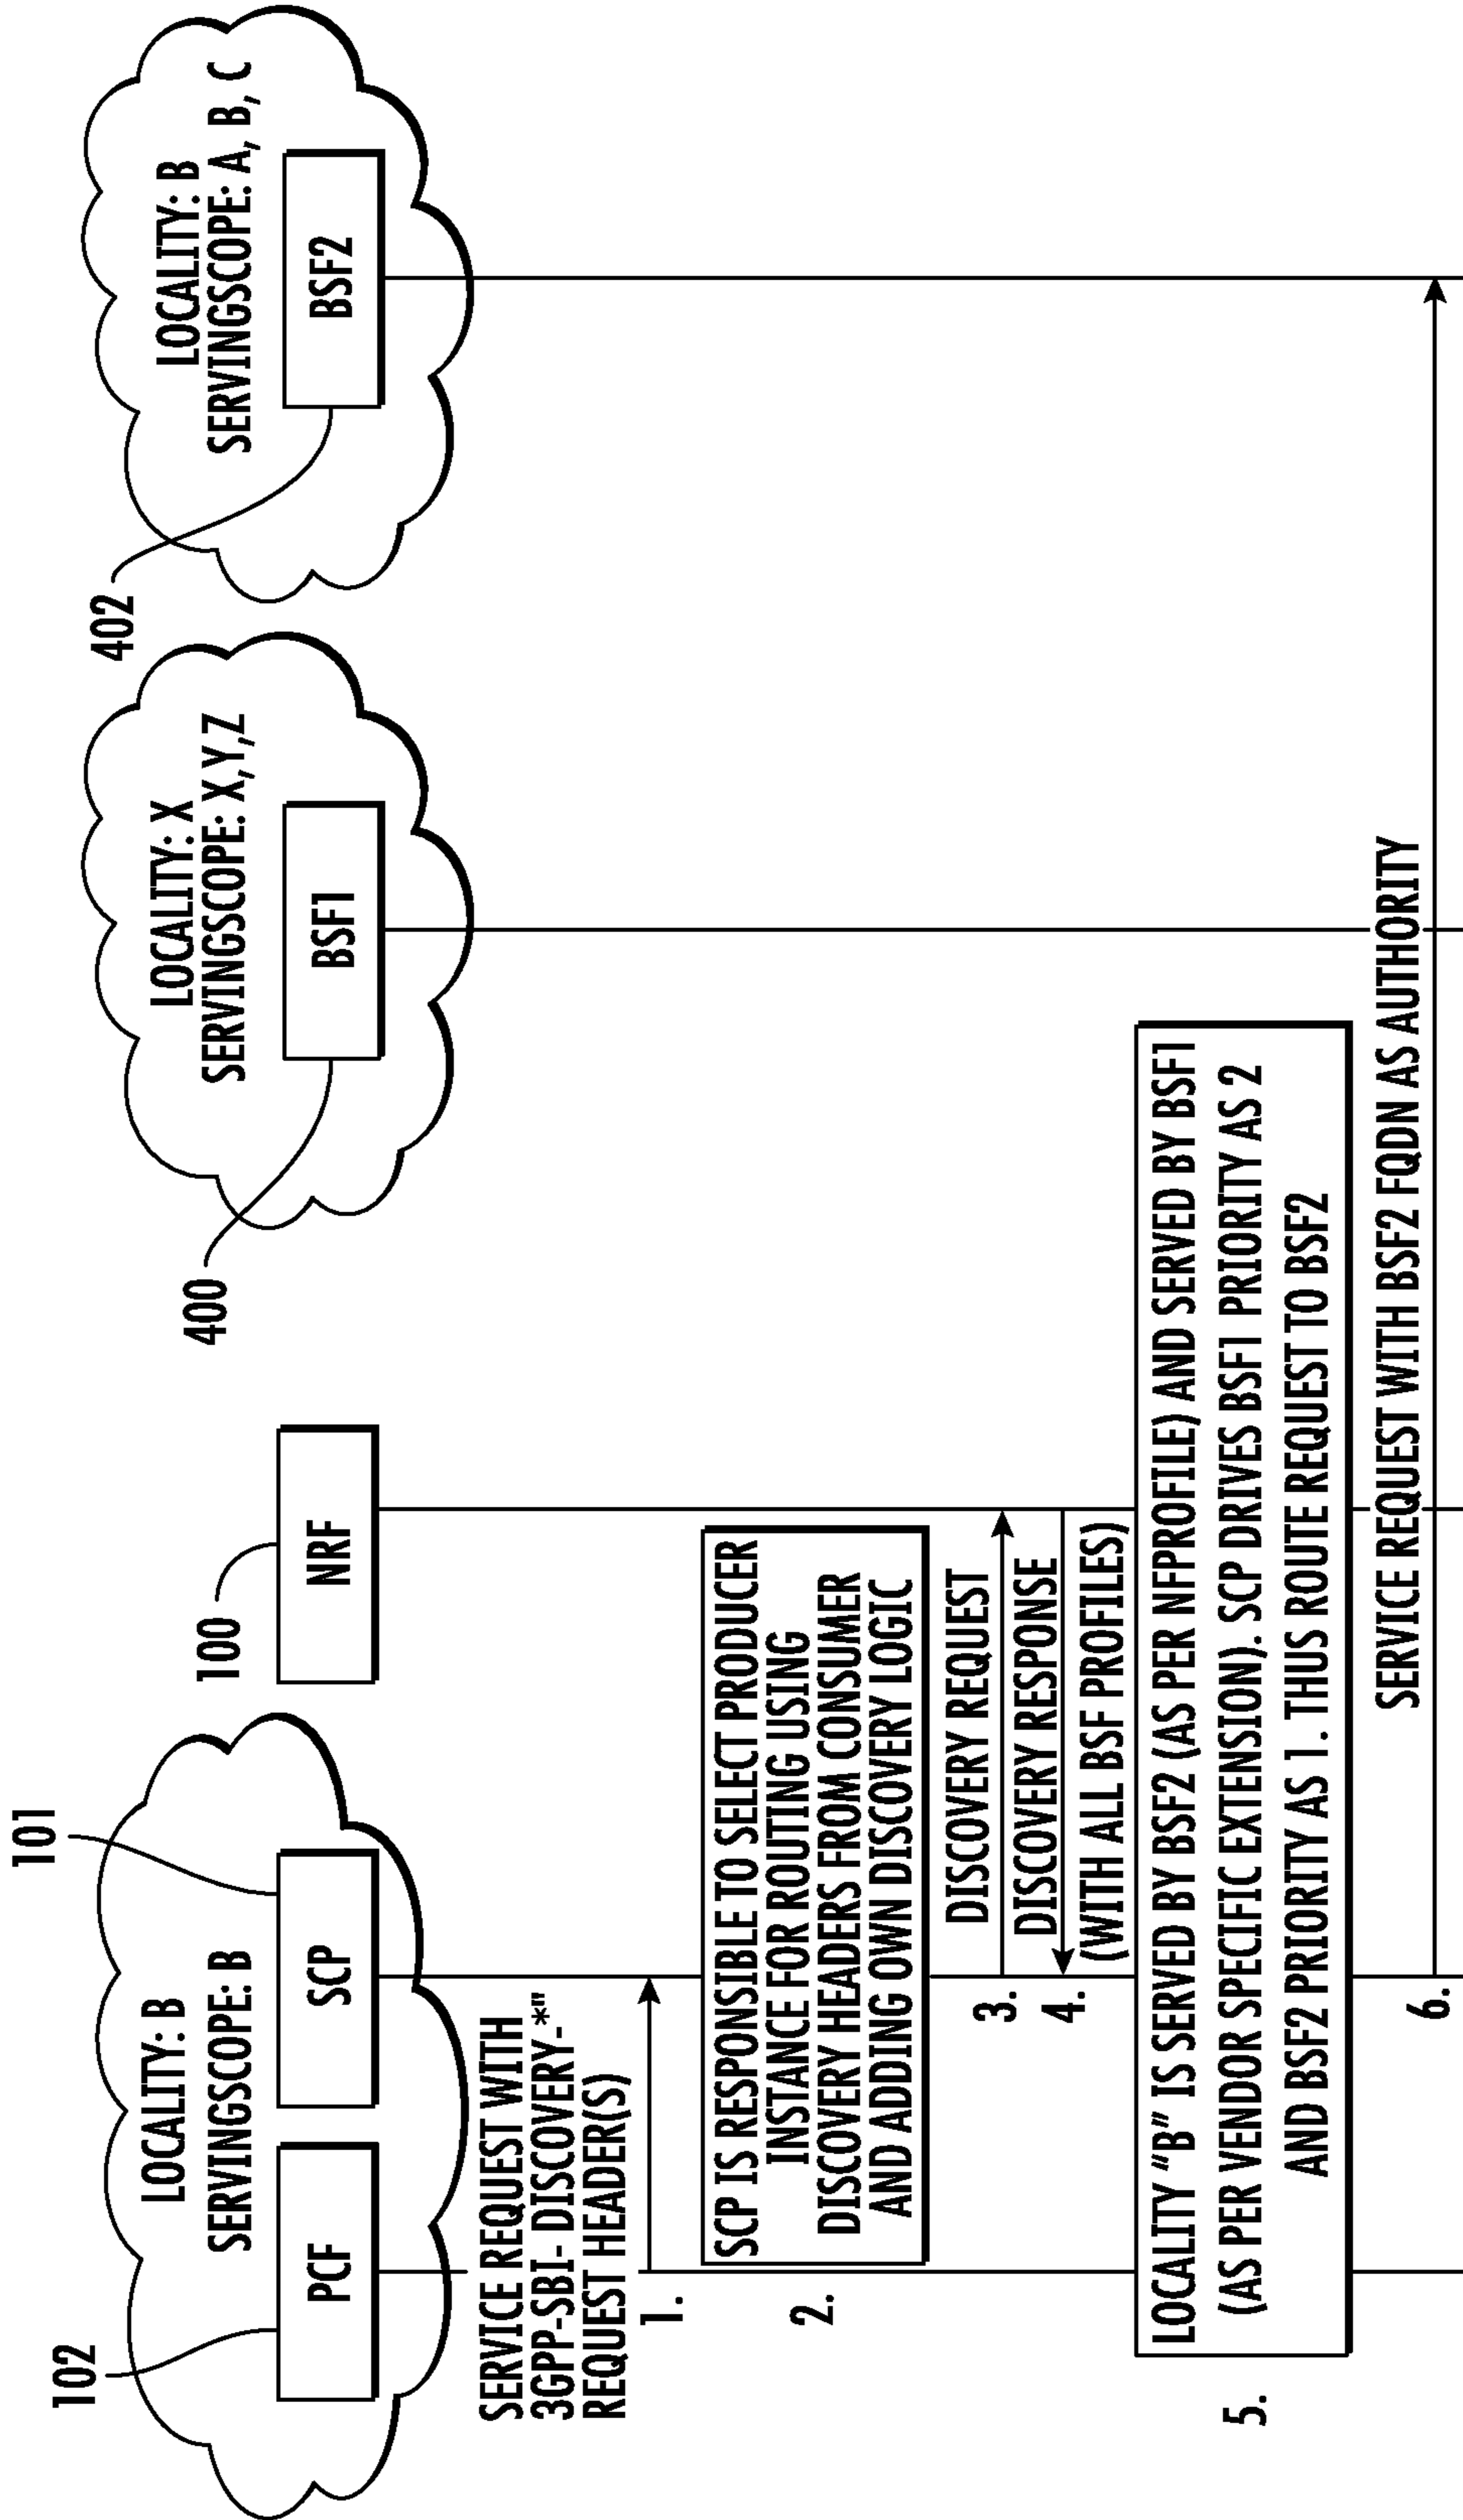 102
101
LOCALITY: B
SERVINGSCOPE: B
PCF
SCP
100
NRF
400
LOCALITY: X
SERVINGSCOPE: X,Y,Z
BSF1
402
LOCALITY: B
SERVINGSCOPE: A, B, C
BSF2
SERVICE REQUEST WITH
3GPP-SBI- DISCOVERY-*"
REQUEST HEADER(S)
1.
2.
SCP IS RESPONSIBLE TO SELECT PRODUCER
INSTANCE FOR ROUTING USING
DISCOVERY HEADERS FROM CONSUMER
AND ADDING OWN DISCOVERY LOGIC
DISCOVERY REQUEST
3.
DISCOVERY RESPONSE
4.
(WITH ALL BSF PROFILES)
5.
LOCALITY "B" IS SERVED BY BSF2 (AS PER NFPROFILE) AND SERVED BY BSF1
(AS PER VENDOR SPECIFIC EXTENSION). SCP DRIVES BSF1 PRIORITY AS 2
AND BSF2 PRIORITY AS 1. THUS ROUTE REQUEST TO BSF2
SERVICE REQUEST WITH BSF2 FQDN AS AUTHORITY
6.